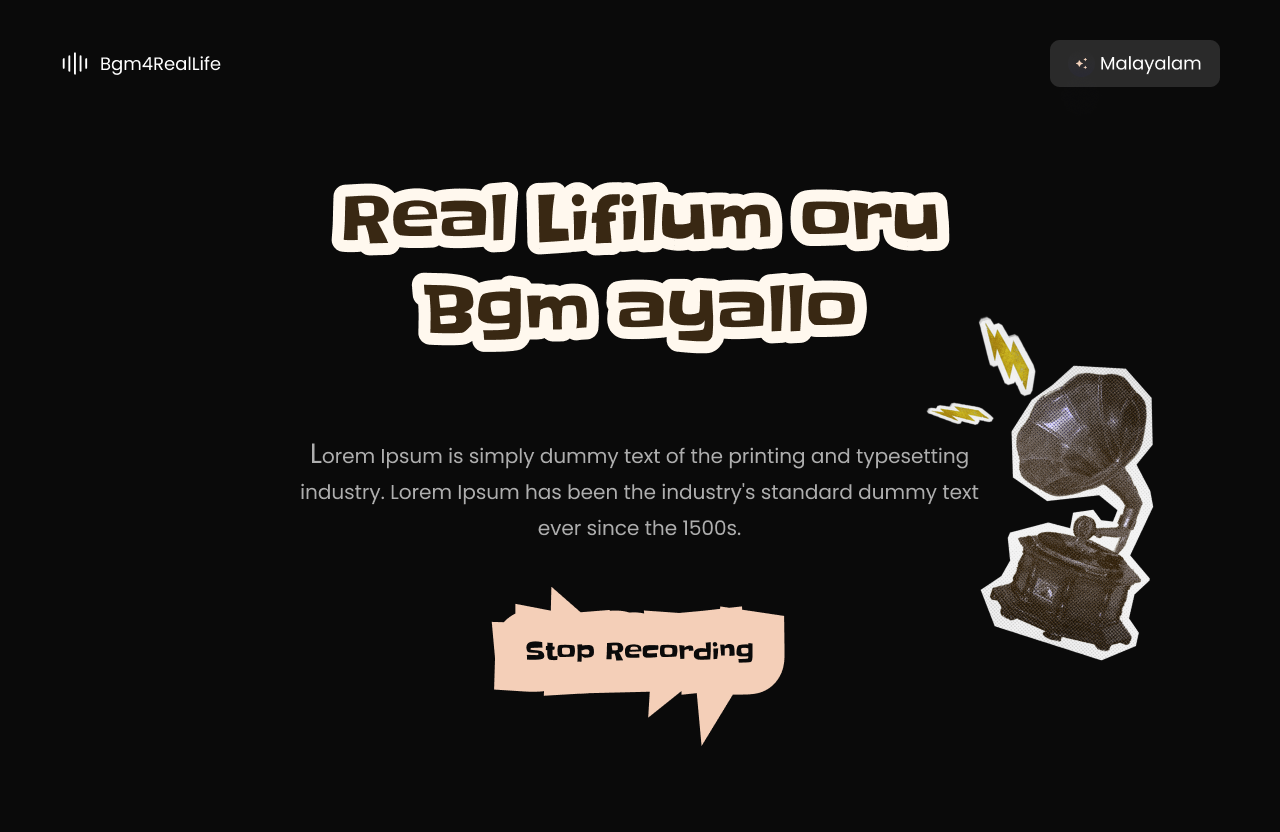 Bgm4RealLife
Malayalam
Real Lifilum oru
Bgm ayallo
Lorem Ipsum is simply dummy text of the printing and typesetting
industry. Lorem Ipsum has been the industry's standard dummy text
ever since the 1500s.
Stop Recording